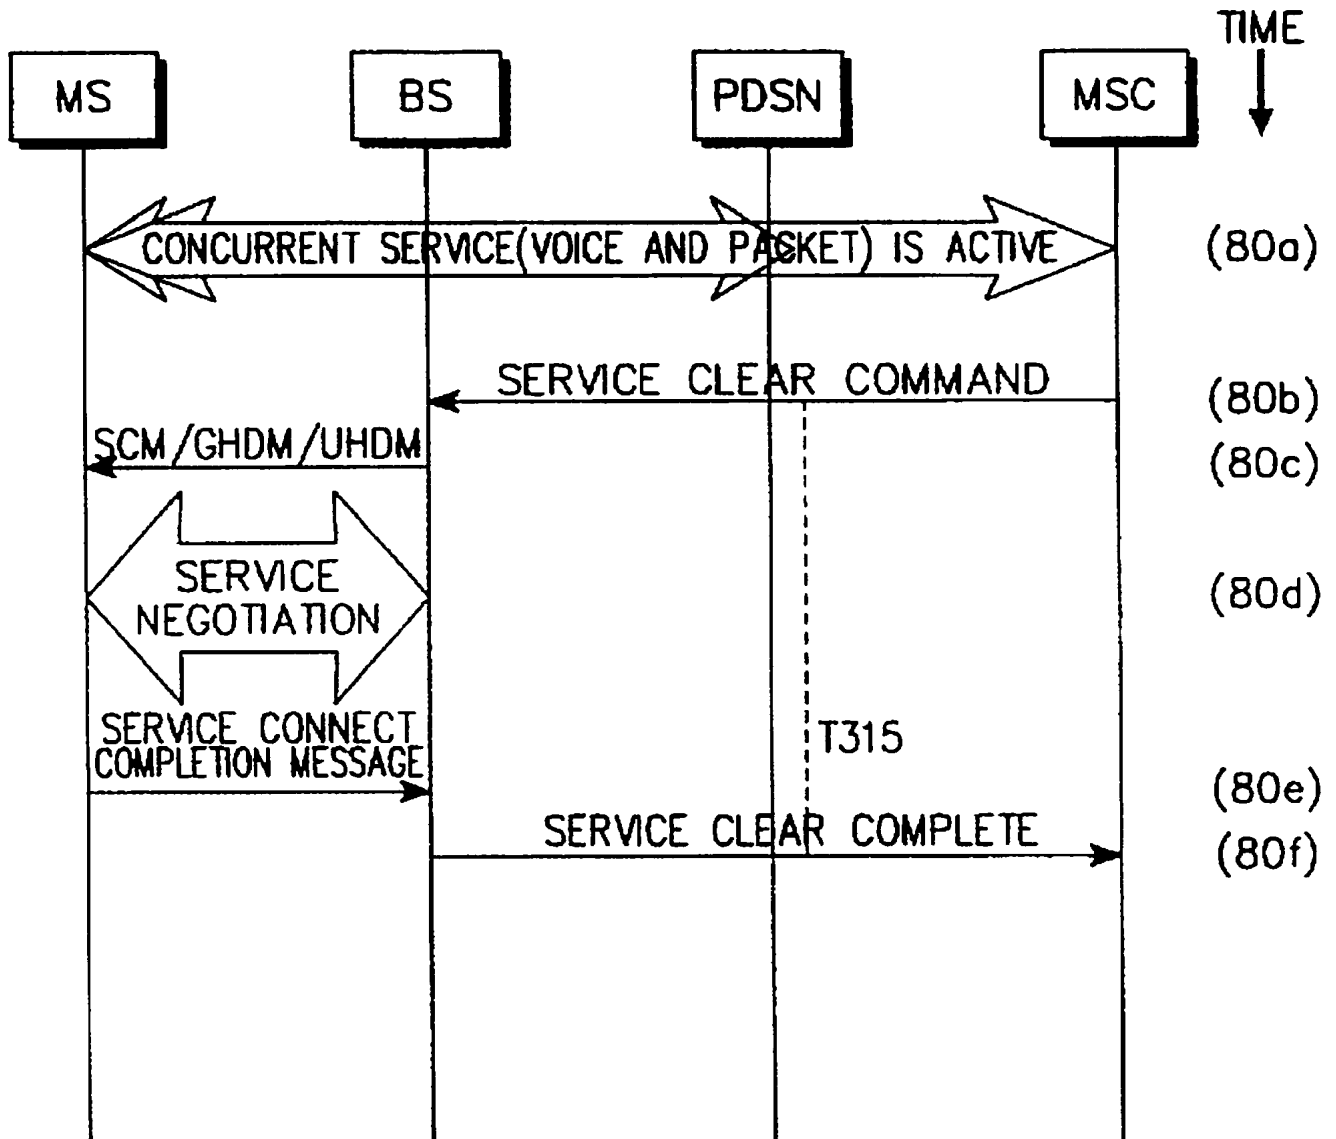 TIME
MS
BS
PDSN
MSC
CONCURRENT SERVICE(VOICE AND PACKET) IS ACTIVE
(80a)
SERVICE CLEAR COMMAND
(80b)
SCM/GHDM/UHDM
(80c)
SERVICE
NEGOTIATION
(80d)
SERVICE CONNECT
COMPLETION MESSAGE
T315
(80e)
SERVICE CLEAR COMPLETE
(80f)